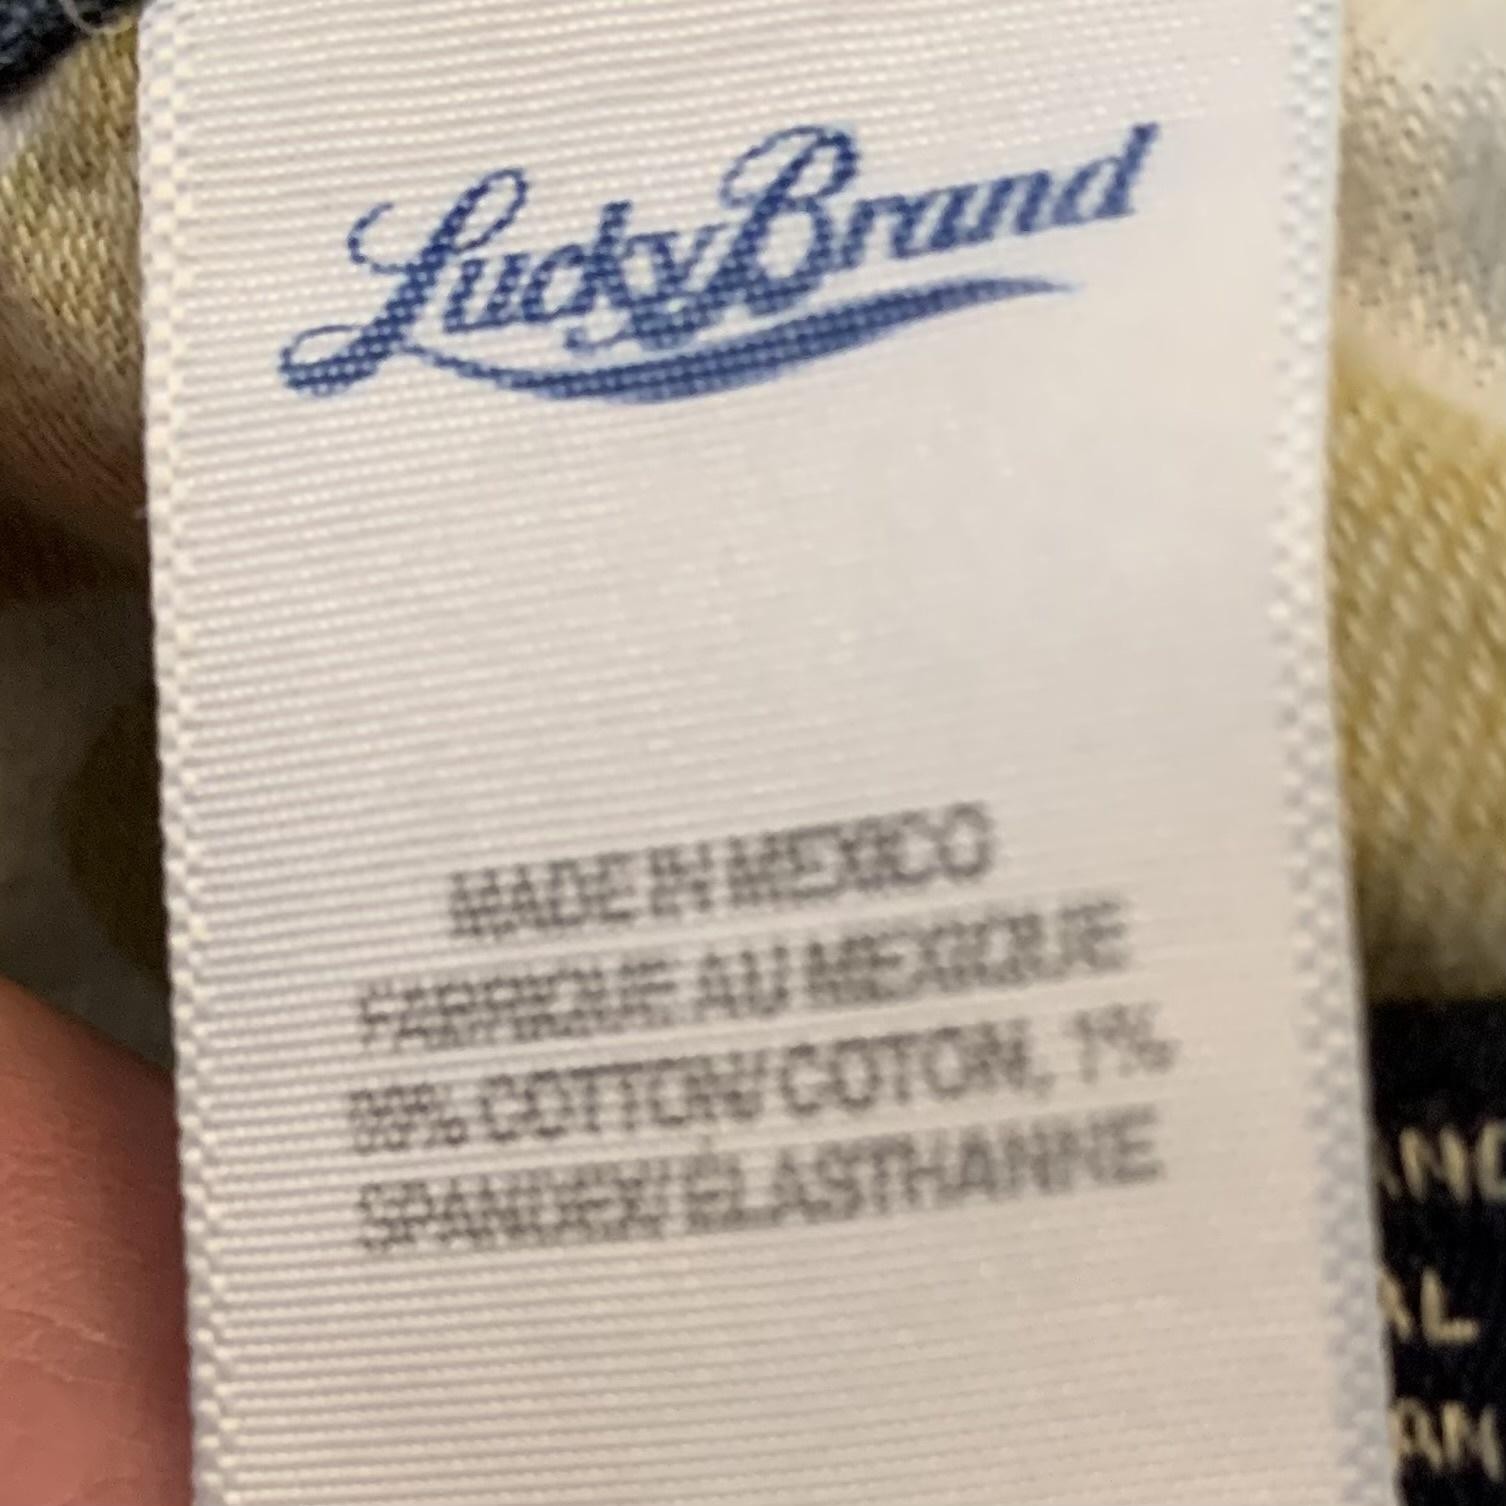 Lucky Brand
MADE IN MEXICO
FABRIQUE AU MEXIQUE
99% COTTON/ COTON, 1%
SPANDEX/ ÉLASTHANNE